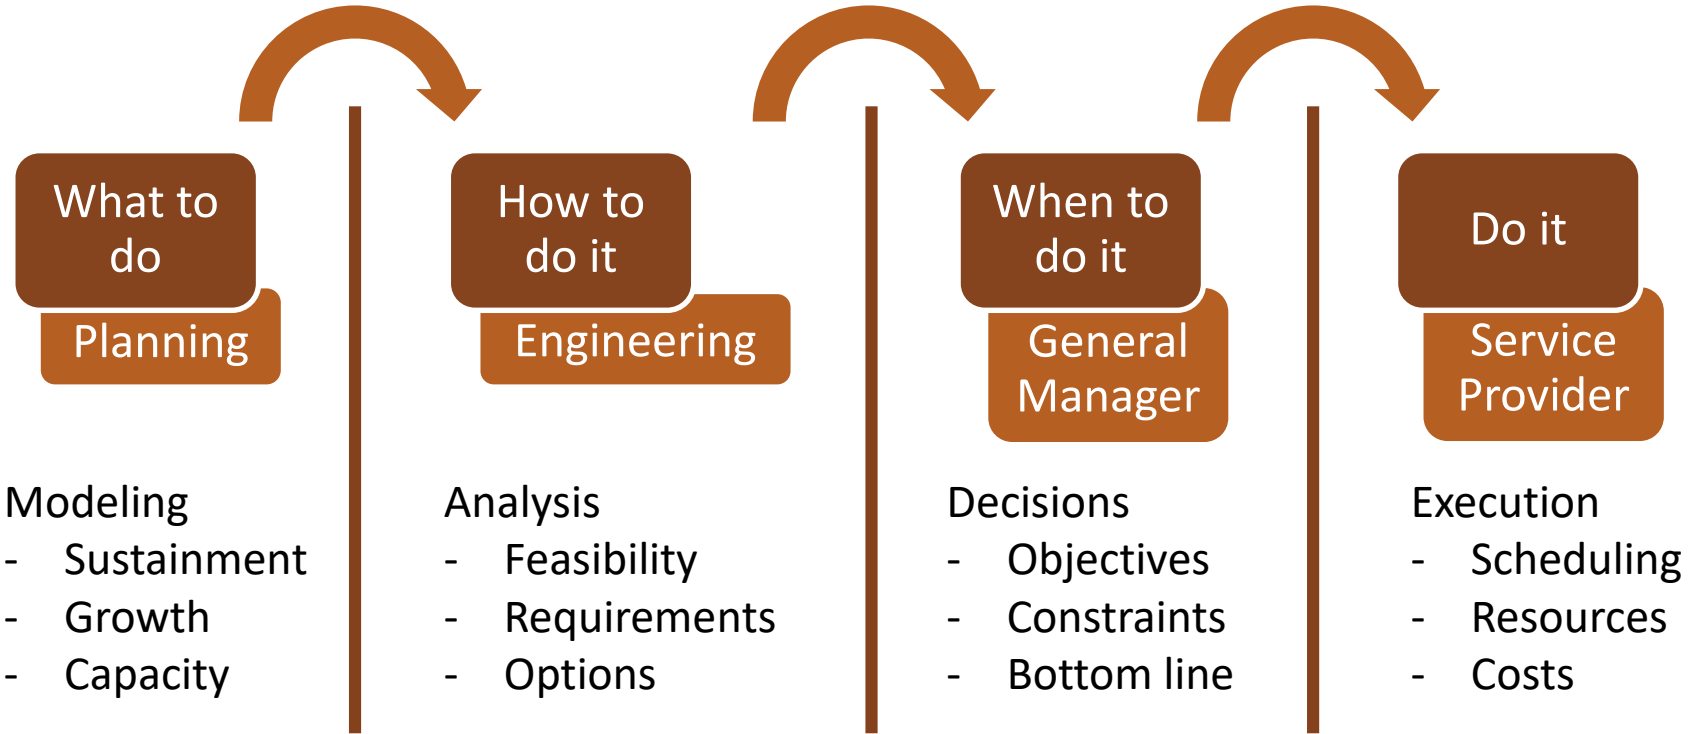 What to
do
Planning
Modeling
- Sustainment
- Growth
- Capacity
How to
do it
Engineering
Analysis
- Feasibility
- Requirements
- Options
When to
do it
General
Manager
Decisions
- Objectives
- Constraints
- Bottom line
Do it
Service
Provider
Execution
- Scheduling
- Resources
- Costs